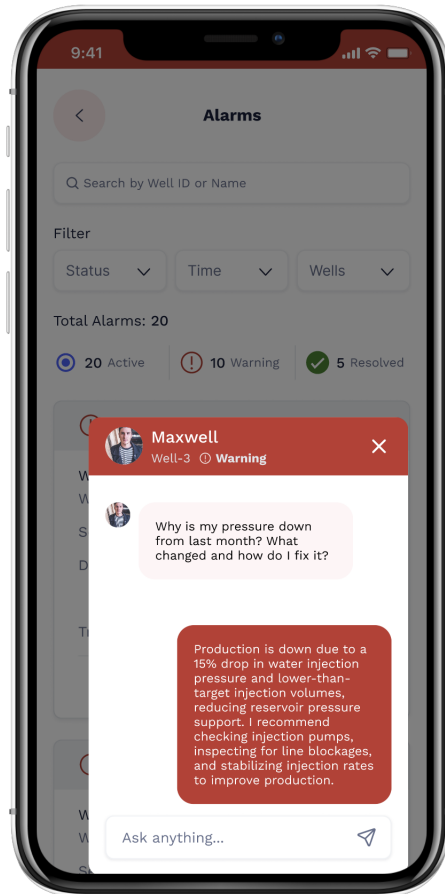 9:41
Alarms
Search by Well ID or Name
Filter
Status
Time
Wells
Total Alarms: 20
20 Active
10 Warning
5 Resolved
Maxwell
Well-3 Warning
Why is my pressure down
from last month? What
changed and how do I fix it?
Production is down due to a
15% drop in water injection
pressure and lower-than-
target injection volumes,
reducing reservoir pressure
support. I recommend
checking injection pumps,
inspecting for line blockages,
and stabilizing injection rates
to improve production.
Ask anything...